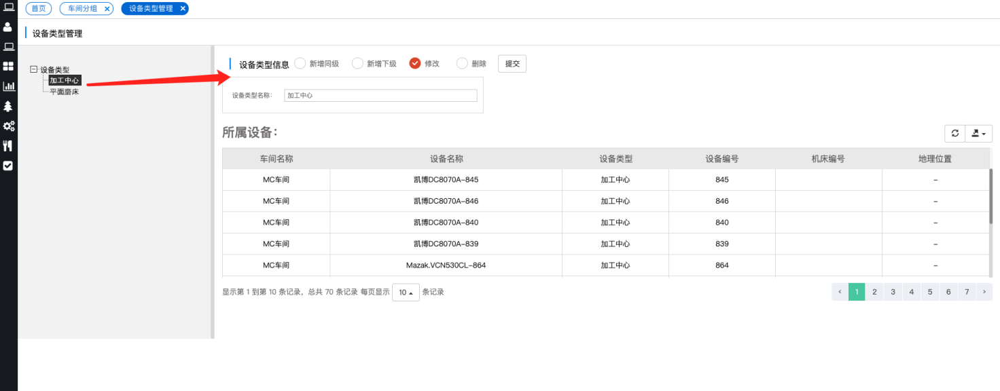 首页 车间分组 × 设备类型管理 ×
设备类型管理
设备类型
加工中心
平面磨床
设备类型信息 新增同级 新增下级 修改 删除 提交
设备类型名称： 加工中心
所属设备：
车间名称 设备名称 设备类型 设备编号 机床编号 地理位置
MC车间 凯博DC8070A-845 加工中心 845 -
MC车间 凯博DC8070A-846 加工中心 846 -
MC车间 凯博DC8070A-840 加工中心 840 -
MC车间 凯博DC8070A-839 加工中心 839 -
MC车间 Mazak.VCN530CL-864 加工中心 864 -
显示第 1 到第 10 条记录，总共 70 条记录 每页显示 10 条记录
‹ 1 2 3 4 5 6 7 ›